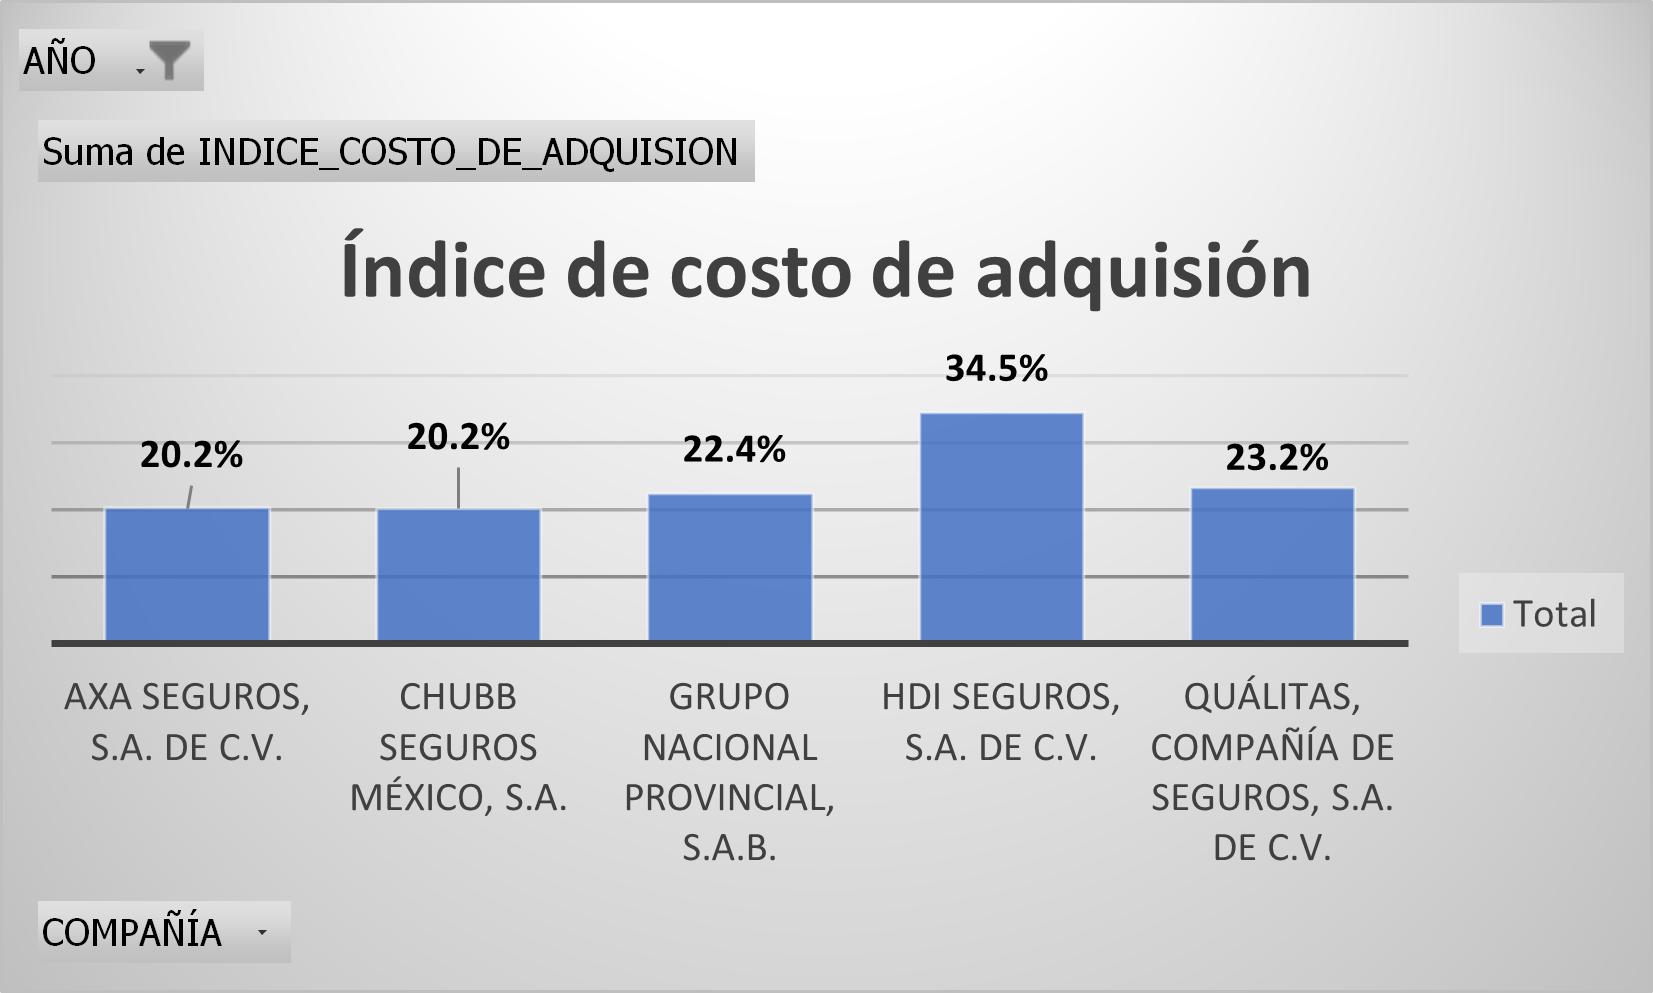 AÑO
Suma de INDICE_COSTO_DE_ADQUISION
Índice de costo de adquisión
34.5%
20.2%
20.2%
22.4%
23.2%
Total
AXA SEGUROS,
S.A. DE C.V.
CHUBB
SEGUROS
MÉXICO, S.A.
GRUPO
NACIONAL
PROVINCIAL,
S.A.B.
HDI SEGUROS,
S.A. DE C.V.
QUÁLITAS,
COMPAÑÍA DE
SEGUROS, S.A.
DE C.V.
COMPAÑÍA